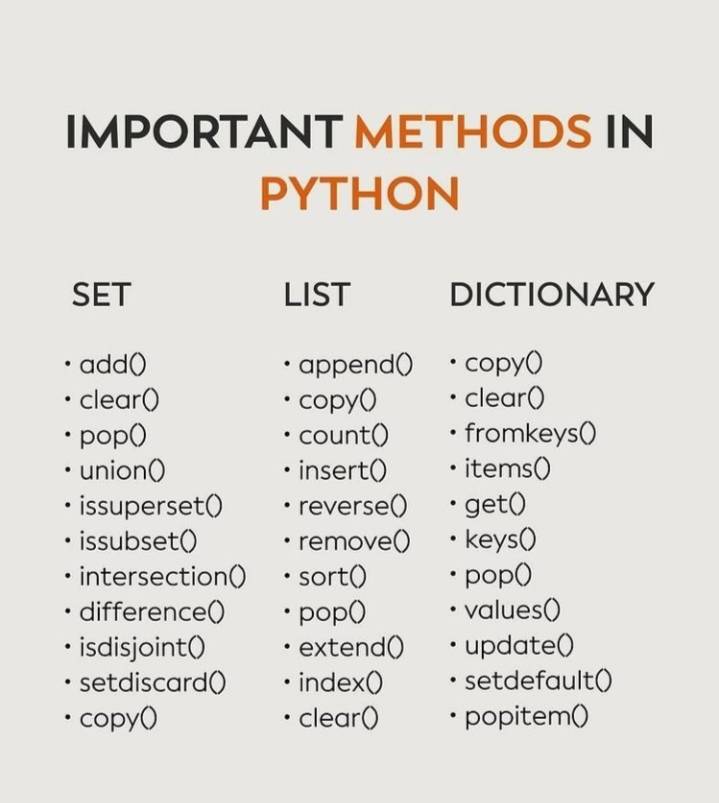 IMPORTANT METHODS IN
PYTHON
SET
• add()
• clear()
• pop()
• union()
• issuperset()
• issubset()
• intersection()
• difference()
• isdisjoint()
• setdiscard()
• copy()
LIST
• append()
• copy()
• count()
• insert()
• reverse()
• remove()
• sort()
• pop()
• extend()
• index()
• clear()
DICTIONARY
• copy()
• clear()
• fromkeys()
• items()
• get()
• keys()
• pop()
• values()
• update()
• setdefault()
• popitem()